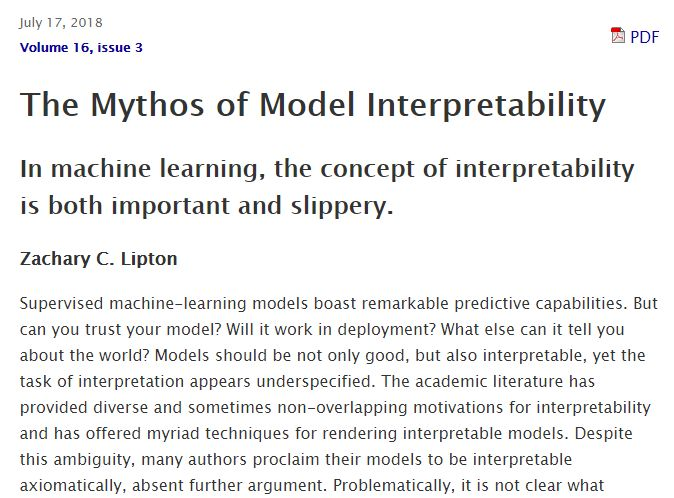 July 17, 2018
Volume 16, issue 3
PDF
The Mythos of Model Interpretability
In machine learning, the concept of interpretability
is both important and slippery.
Zachary C. Lipton
Supervised machine-learning models boast remarkable predictive capabilities. But
can you trust your model? Will it work in deployment? What else can it tell you
about the world? Models should be not only good, but also interpretable, yet the
task of interpretation appears underspecified. The academic literature has
provided diverse and sometimes non-overlapping motivations for interpretability
and has offered myriad techniques for rendering interpretable models. Despite
this ambiguity, many authors proclaim their models to be interpretable
axiomatically, absent further argument. Problematically, it is not clear what